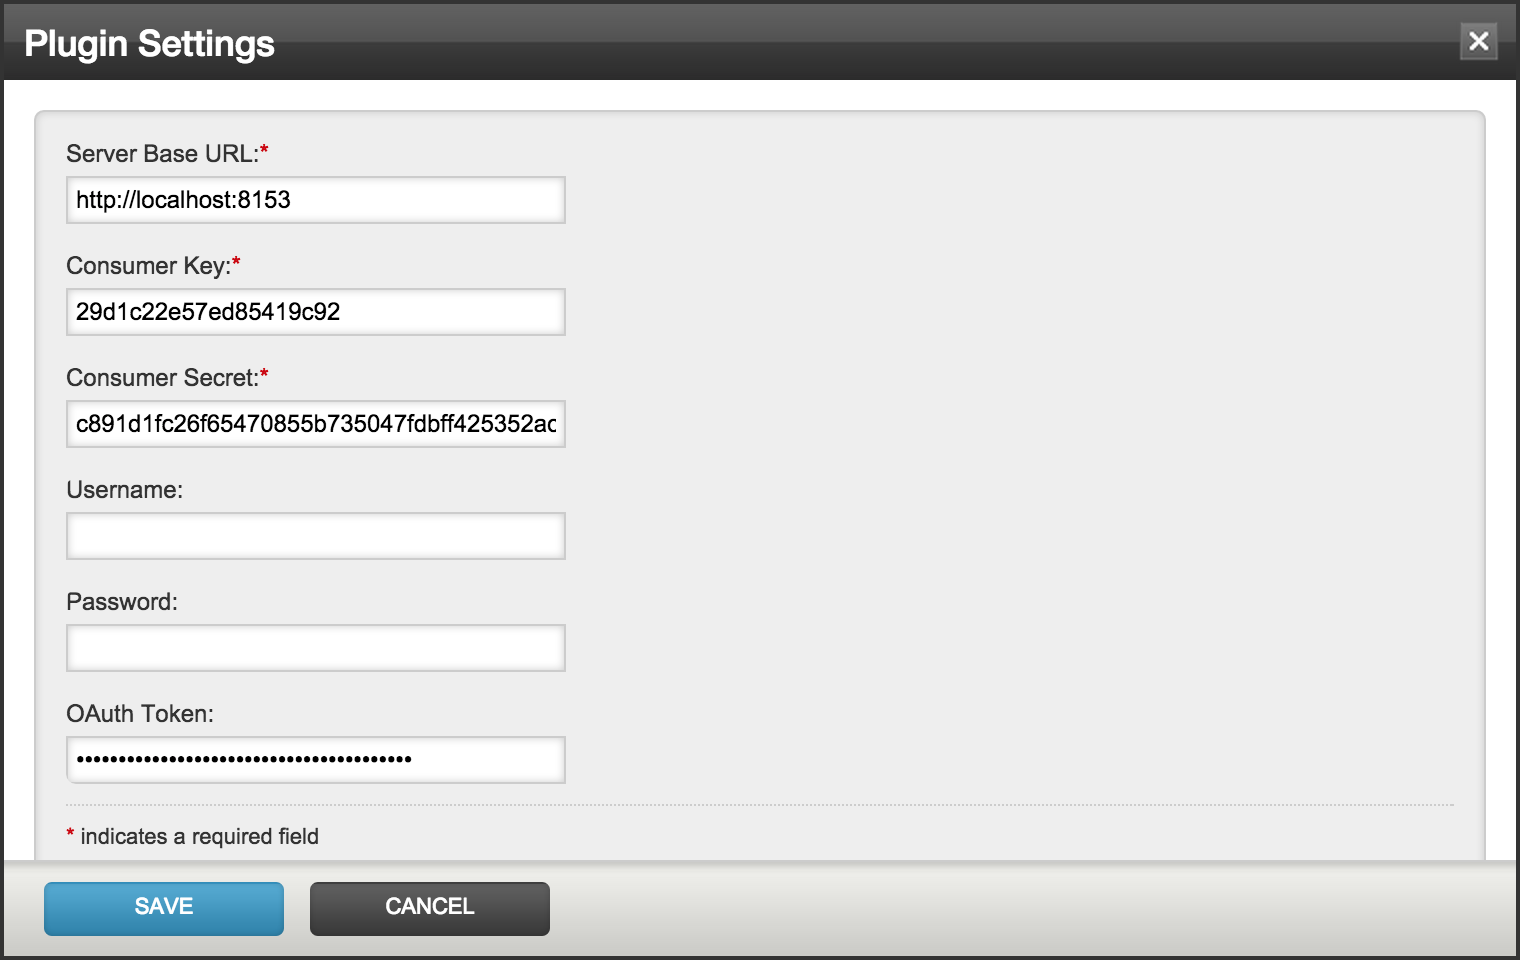 Plugin Settings
Server Base URL:*
http://localhost:8153
Consumer Key:*
29d1c22e57ed85419c92
Consumer Secret:*
c891d1fc26f65470855b735047fdbff425352ac
Username:
Password:
OAuth Token:
••••••••••••••••••••••••••••••••••••••••
* indicates a required field
SAVE
CANCEL